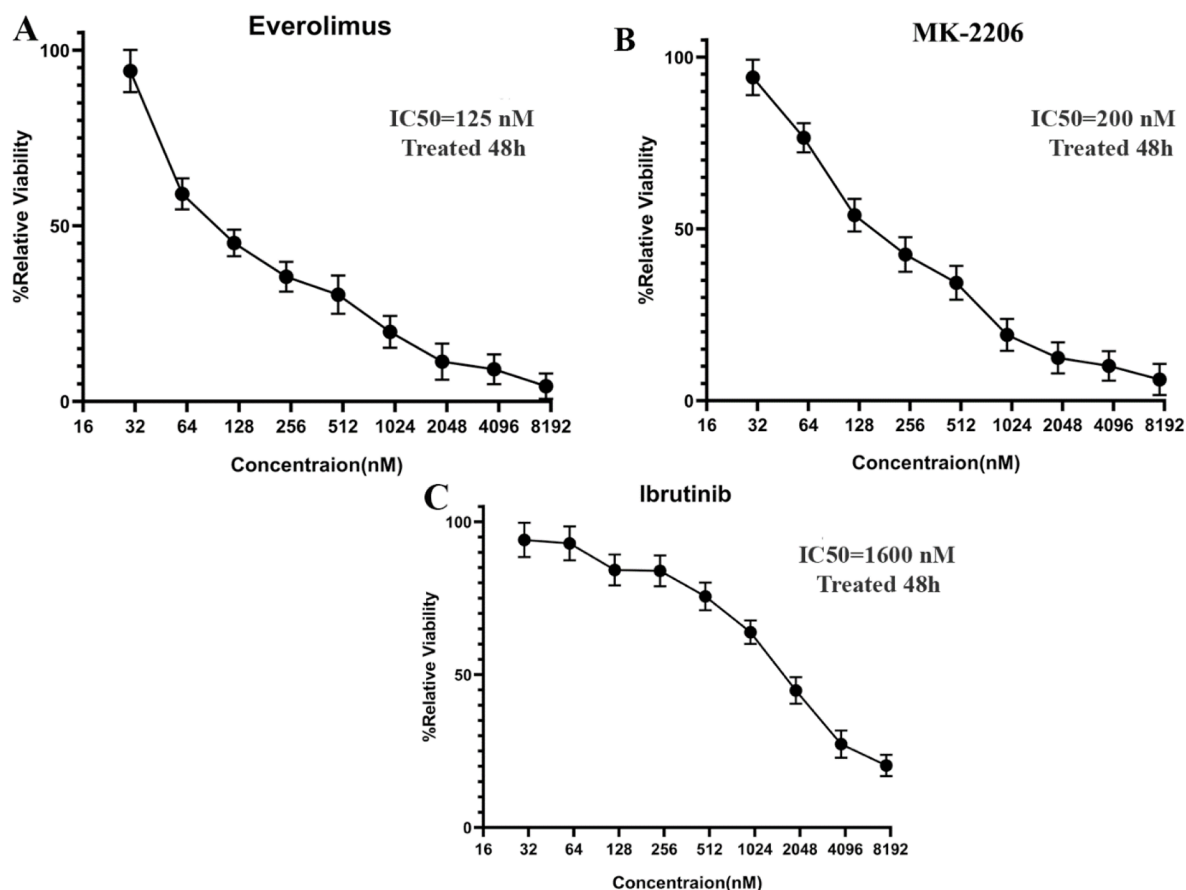 A
Everolimus
100
50
0
%Relative Viability
IC50=125 nM
Treated 48h
16 32 64 128 256 512 1024 2048 4096 8192
Concentraion(nM)
B
MK-2206
100
50
0
%Relative Viability
IC50=200 nM
Treated 48h
16 32 64 128 256 512 1024 2048 4096 8192
Concentraion(nM)
C
Ibrutinib
100
50
0
%Relative Viability
IC50=1600 nM
Treated 48h
16 32 64 128 256 512 1024 2048 4096 8192
Concentraion(nM)